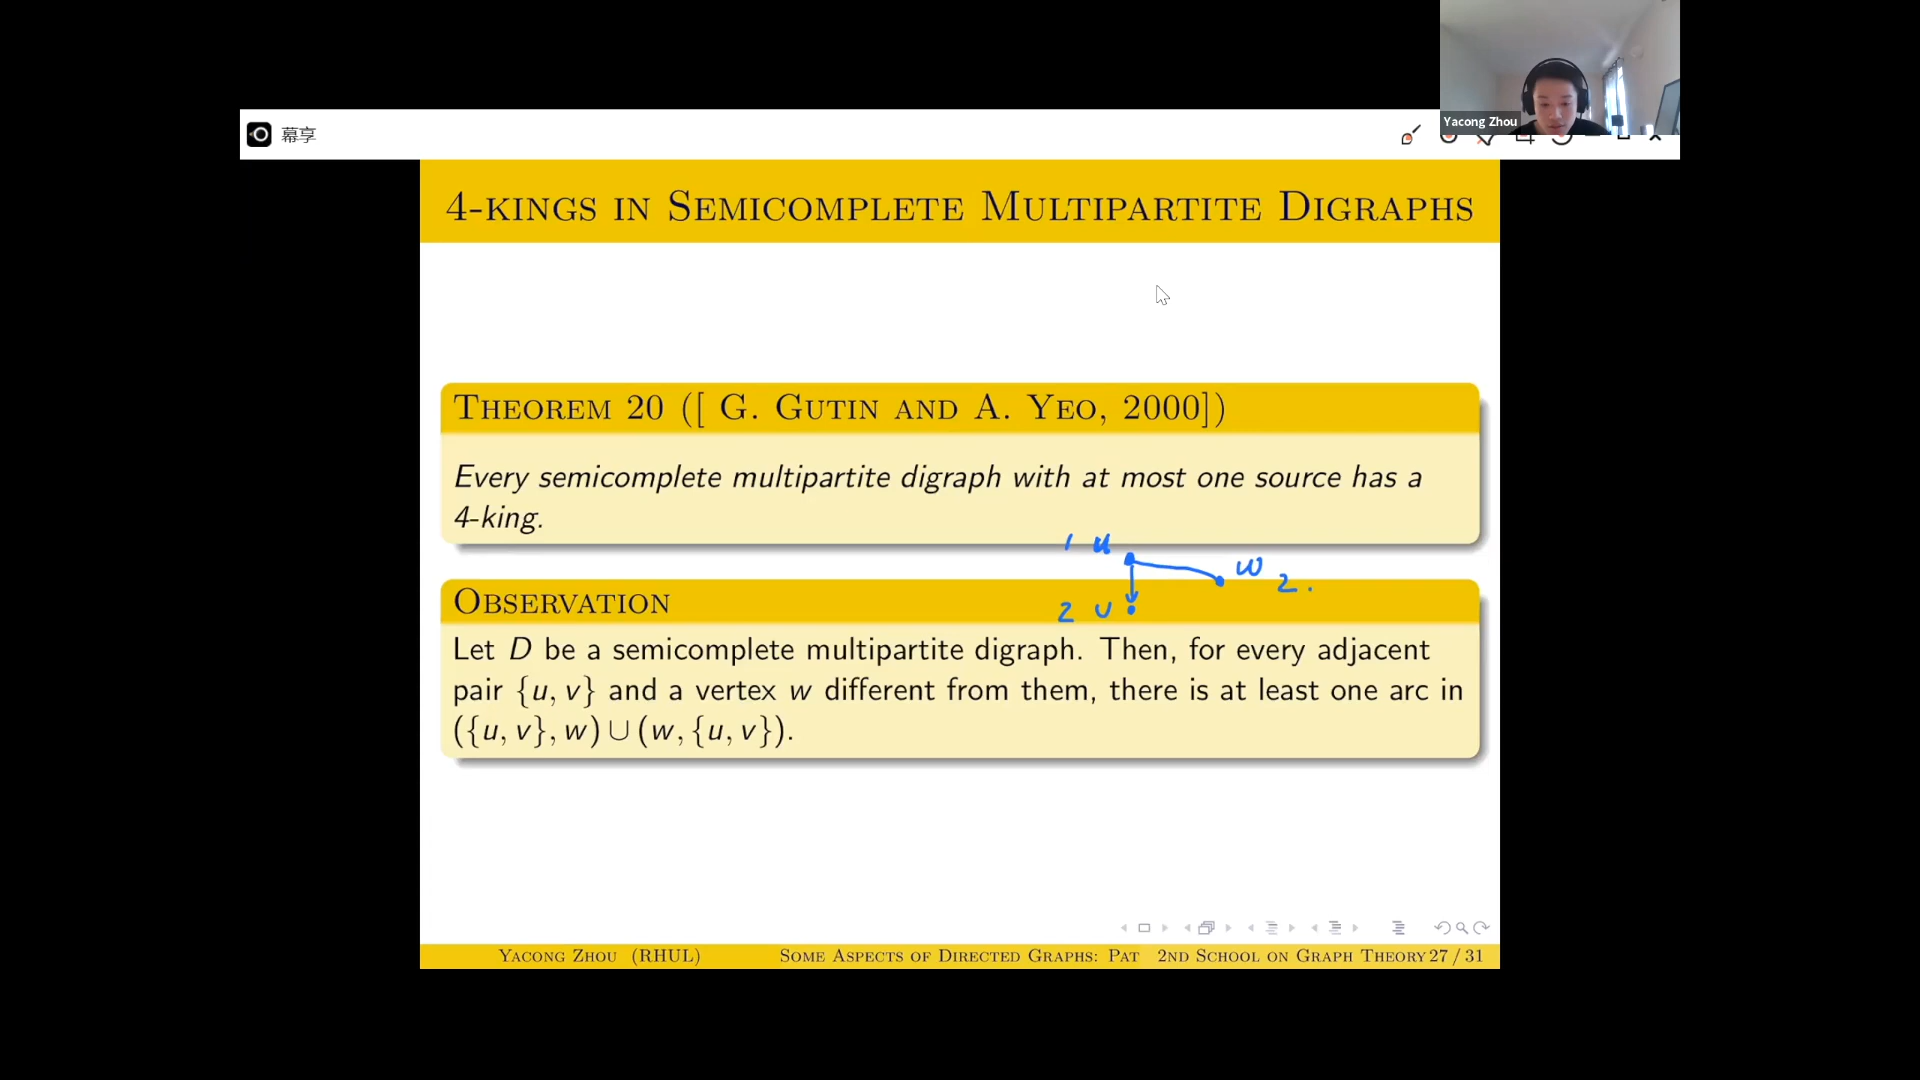 Yacong Zhou
幕享
4-kings in Semicomplete Multipartite Digraphs
Theorem 20 ([ G. Gutin and A. Yeo, 2000])
Every semicomplete multipartite digraph with at most one source has a
4-king.
1 u
w 2.
2 v
Observation
Let D be a semicomplete multipartite digraph. Then, for every adjacent
pair {u, v} and a vertex w different from them, there is at least one arc in
({u, v}, w) ∪ (w, {u, v}).
Yacong Zhou (RHUL) Some Aspects of Directed Graphs: Pat 2nd School on Graph Theory 27 / 31